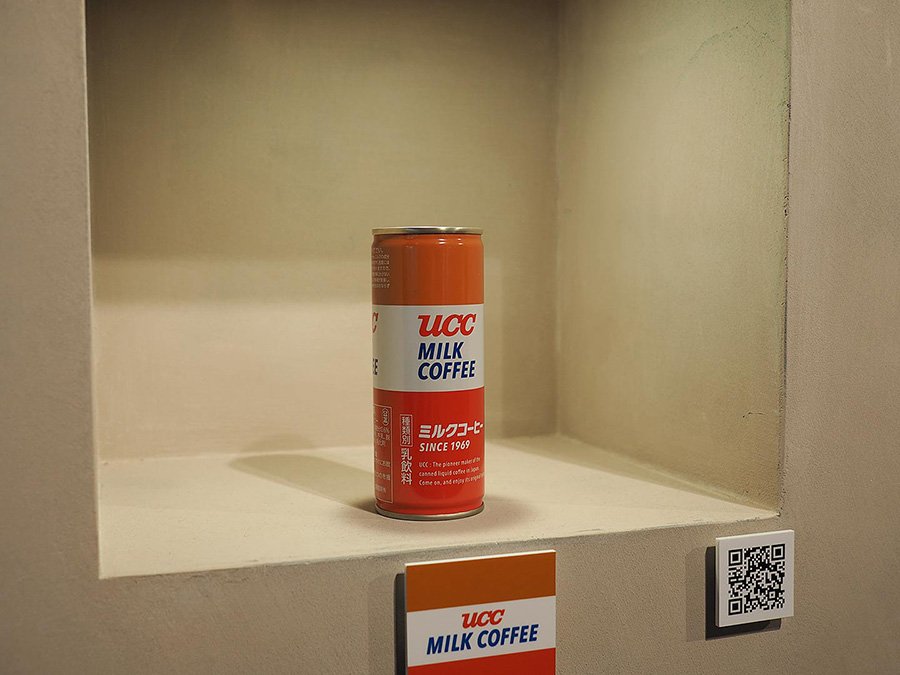 ucc
MILK
COFFEE
種類別
乳飲料
ミルクコーヒー
SINCE 1969
UCC : The pioneer maker of the
canned liquid coffee in Japan.
Come on, and enjoy its original
ucc
MILK COFFEE